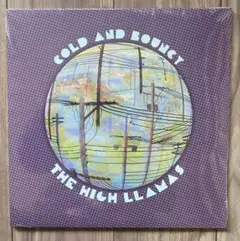 COLD AND BOUNCY
THE HIGH LLAMAS